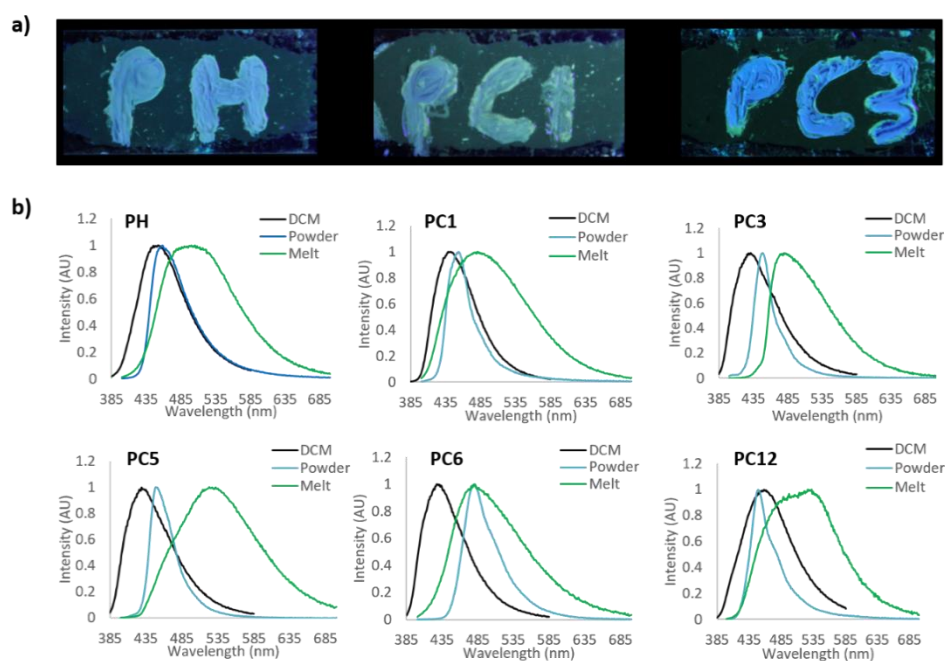 a)
PH PC1 PC3
b)
PH
1.2
1
0.8
0.6
0.4
0.2
0
Intensity (AU)
385 435 485 535 585 635 685
Wavelength (nm)
DCM
Powder
Melt
PC1
1.2
1
0.8
0.6
0.4
0.2
0
Intensity (AU)
385 435 485 535 585 635 685
Wavelength (nm)
DCM
Powder
Melt
PC3
1.2
1
0.8
0.6
0.4
0.2
0
Intensity (AU)
385 435 485 535 585 635 685
Wavelength (nm)
DCM
Powder
Melt
PC5
1.2
1
0.8
0.6
0.4
0.2
0
Intensity (AU)
385 435 485 535 585 635 685
Wavelength (nm)
DCM
Powder
Melt
PC6
1.2
1
0.8
0.6
0.4
0.2
0
Intensity (AU)
385 435 485 535 585 635 685
Wavelength (nm)
DCM
Powder
Melt
PC12
1.2
1
0.8
0.6
0.4
0.2
0
Intensity (AU)
385 435 485 535 585 635 685
Wavelength (nm)
DCM
Powder
Melt